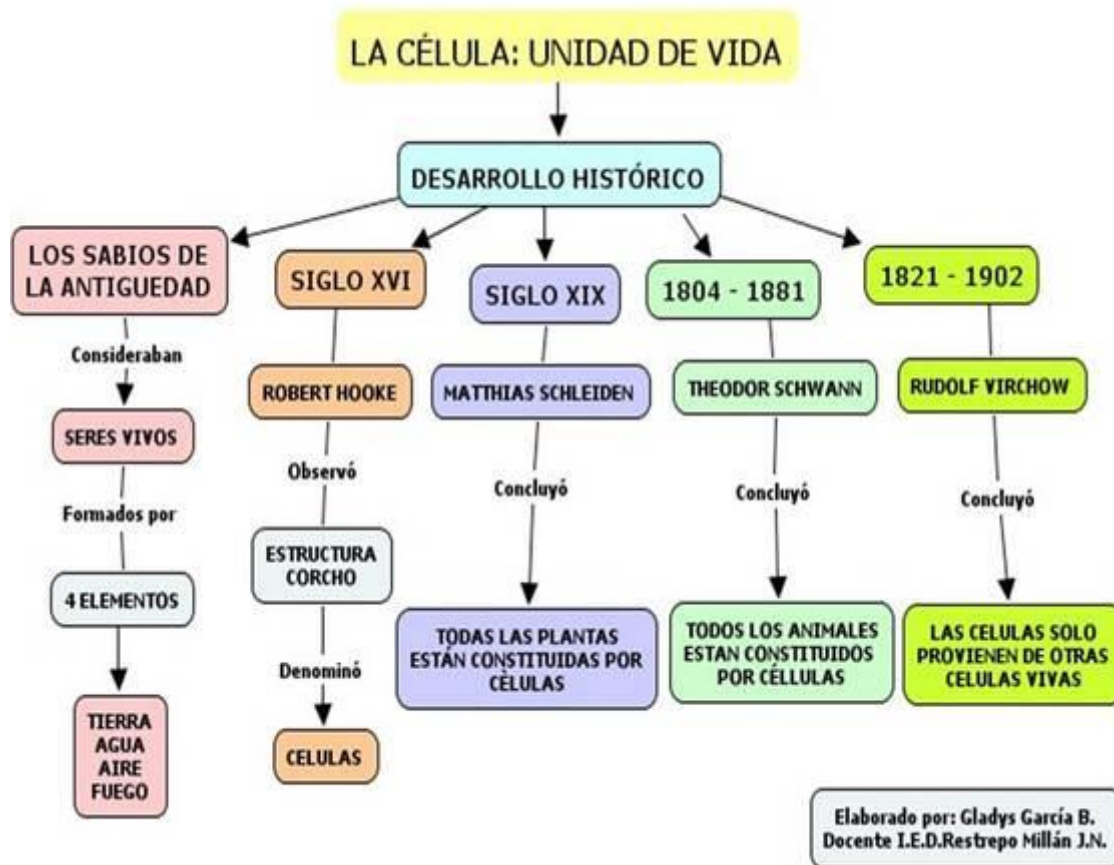 LA CÉLULA: UNIDAD DE VIDA
DESARROLLO HISTÓRICO
LOS SABIOS DE
LA ANTIGUEDAD
Consideraban
SERES VIVOS
Formados por
4 ELEMENTOS
TIERRA
AGUA
AIRE
FUEGO
SIGLO XVI
ROBERT HOOKE
Observó
ESTRUCTURA
CORCHO
Denominó
CELULAS
SIGLO XIX
MATTHIAS SCHLEIDEN
Concluyó
TODAS LAS PLANTAS
ESTÁN CONSTITUIDAS POR
CÈLULAS
1804 - 1881
THEODOR SCHWANN
Concluyó
TODOS LOS ANIMALES
ESTAN CONSTITUIDOS
POR CÉLLULAS
1821 - 1902
RUDOLF VIRCHOW
Concluyó
LAS CELULAS SOLO
PROVIENEN DE OTRAS
CELULAS VIVAS
Elaborado por: Gladys García B.
Docente I.E.D.Restrepo Millán J.N.